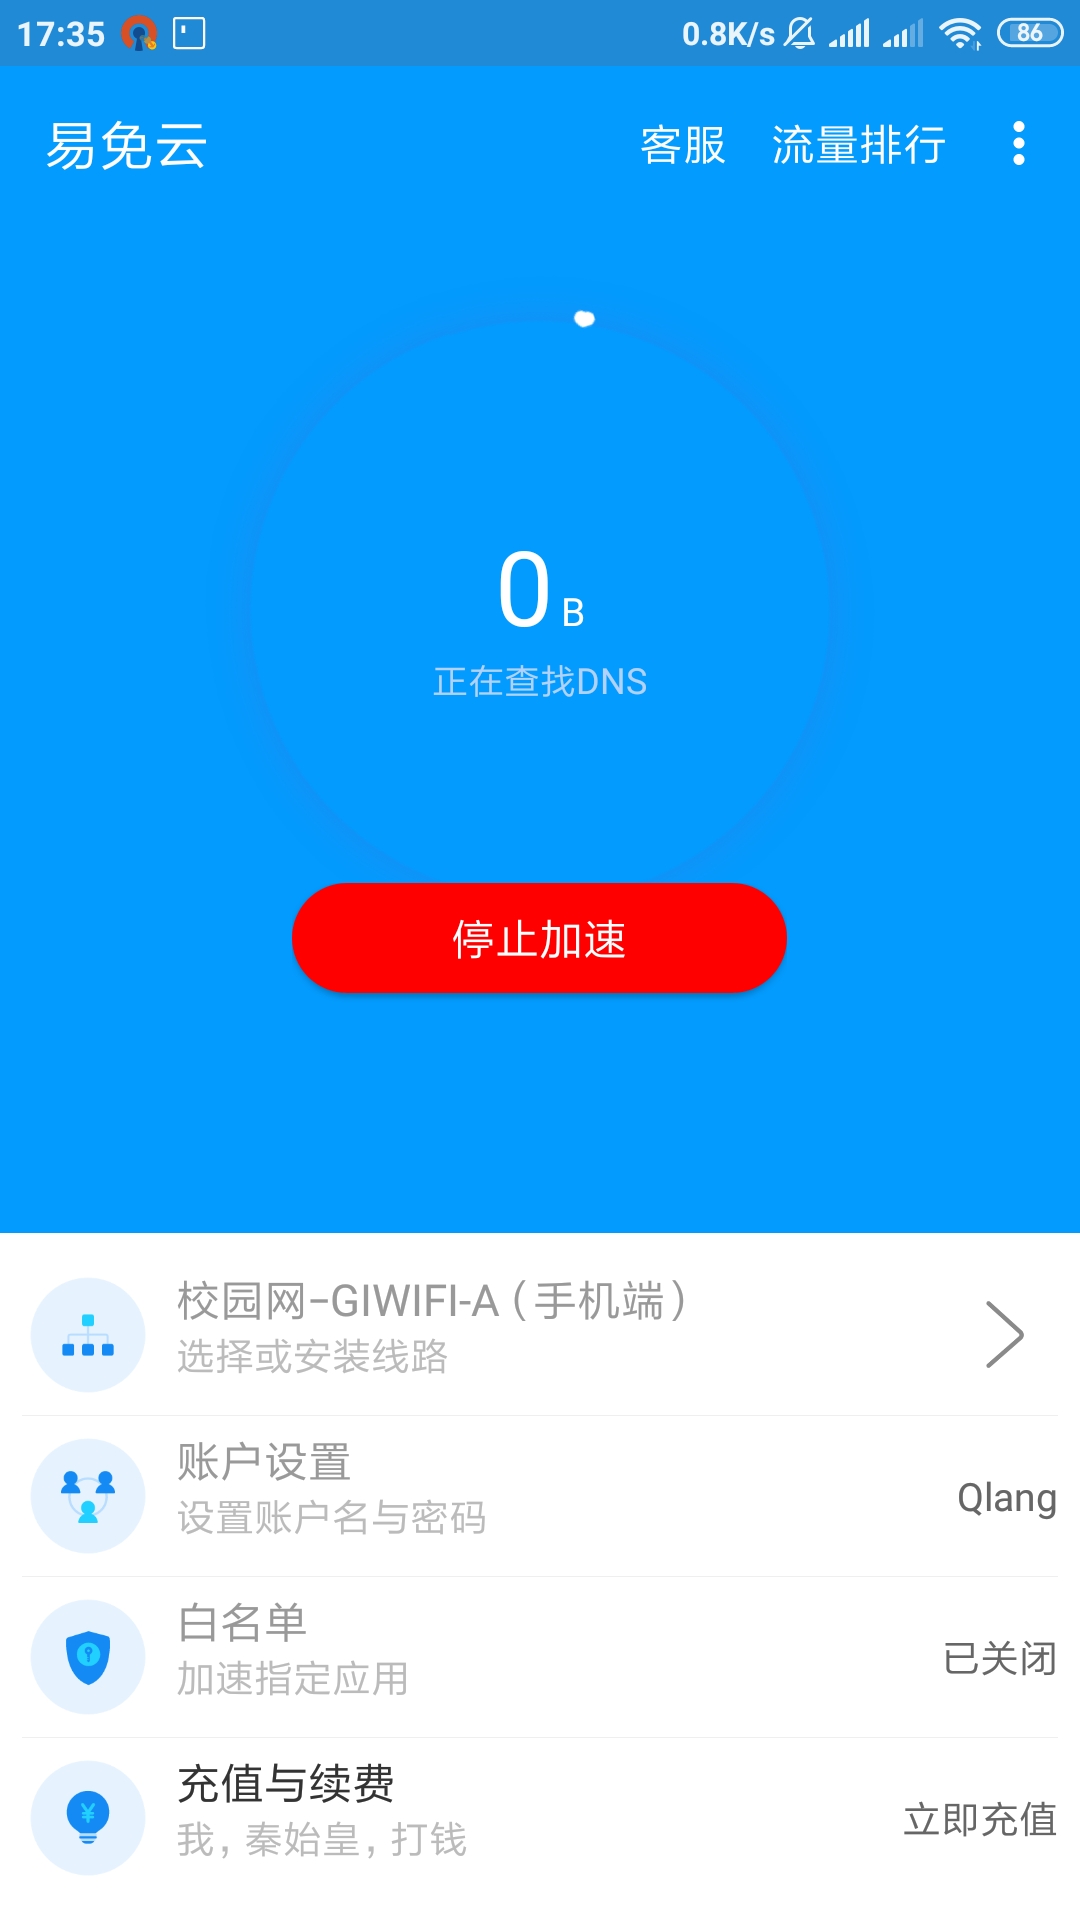 17:35
0.8K/s
86
易免云
客服 流量排行
0 B
正在查找DNS
停止加速
校园网-GIWIFI-A（手机端）
选择或安装线路
账户设置
设置账户名与密码
Qlang
白名单
加速指定应用
已关闭
充值与续费
我，秦始皇，打钱
立即充值